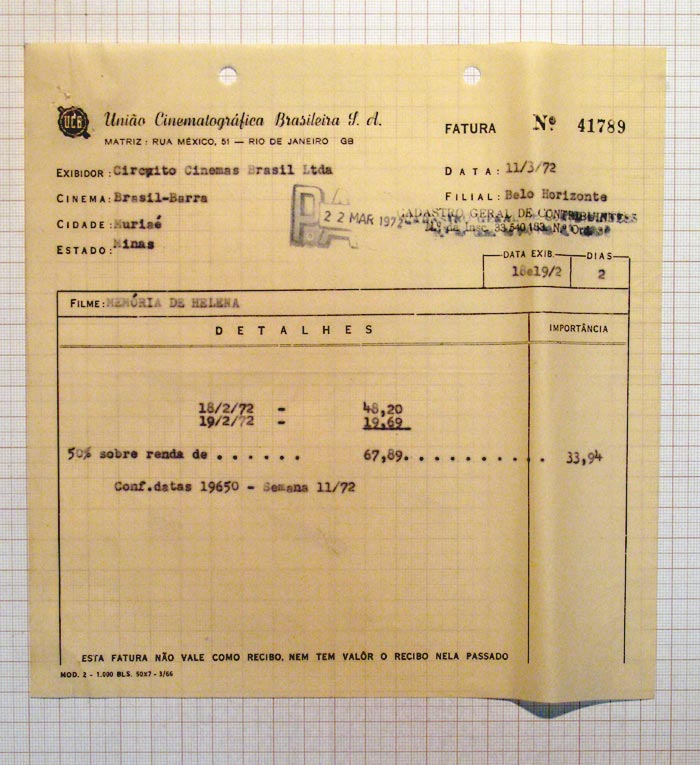 UCB União Cinematográfica Brasileira S. A.
MATRIZ: RUA MÉXICO, 51 — RIO DE JANEIRO GB
FATURA Nº 41789
EXIBIDOR: Circuito Cinemas Brasil Ltda
DATA: 11/3/72
CINEMA: Brasil-Barra
FILIAL: Belo Horizonte
CIDADE: Muriaé
22 MAR 1972
CADASTRO GERAL DE CONTRIBUINTES
de Insc. 33.540.183
ESTADO: Minas
DATA EXIB. DIAS
18e19/2 2
FILME: MEMÓRIA DE HELENA
DETALHES IMPORTÂNCIA
18/2/72 - 48,20
19/2/72 - 19,69
50% sobre renda de . . . . . . 67,89. . . . . . . . . . . 33,94
Conf.datas 19650 - Semana 11/72
ESTA FATURA NÃO VALE COMO RECIBO, NEM TEM VALÔR O RECIBO NELA PASSADO
MOD. 2 - 1.000 BLS. 50X7 - 3/66